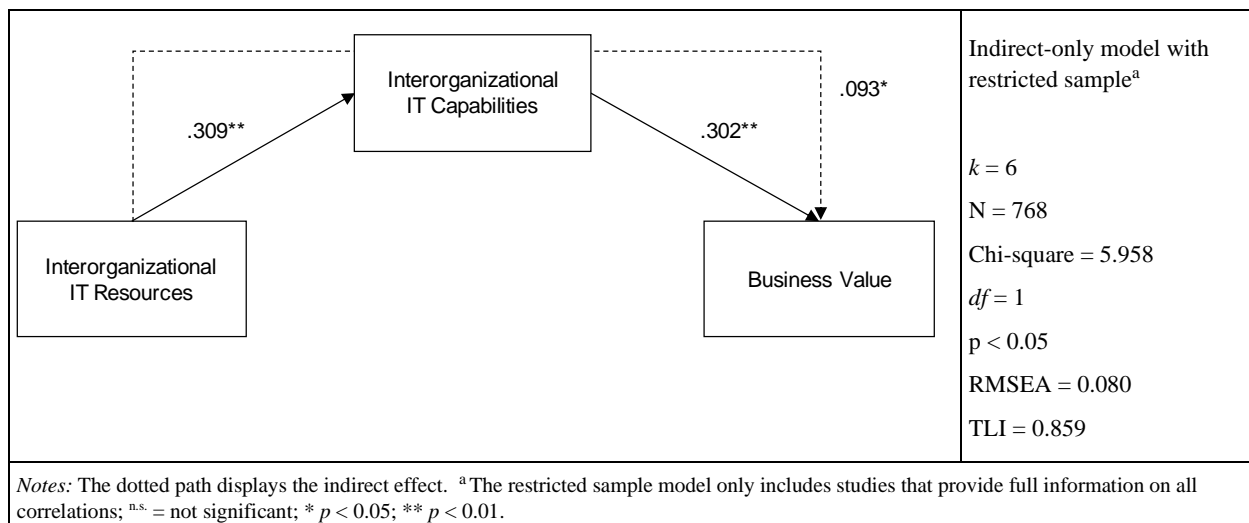 Interorganizational
IT Capabilities
.093*
.309**
.302**
Interorganizational
IT Resources
Business Value
Indirect-only model with
restricted sampleᵃ
k = 6
N = 768
Chi-square = 5.958
df = 1
p < 0.05
RMSEA = 0.080
TLI = 0.859
Notes: The dotted path displays the indirect effect. ᵃ The restricted sample model only includes studies that provide full information on all
correlations; ⁿ·ˢ· = not significant; * p < 0.05; ** p < 0.01.